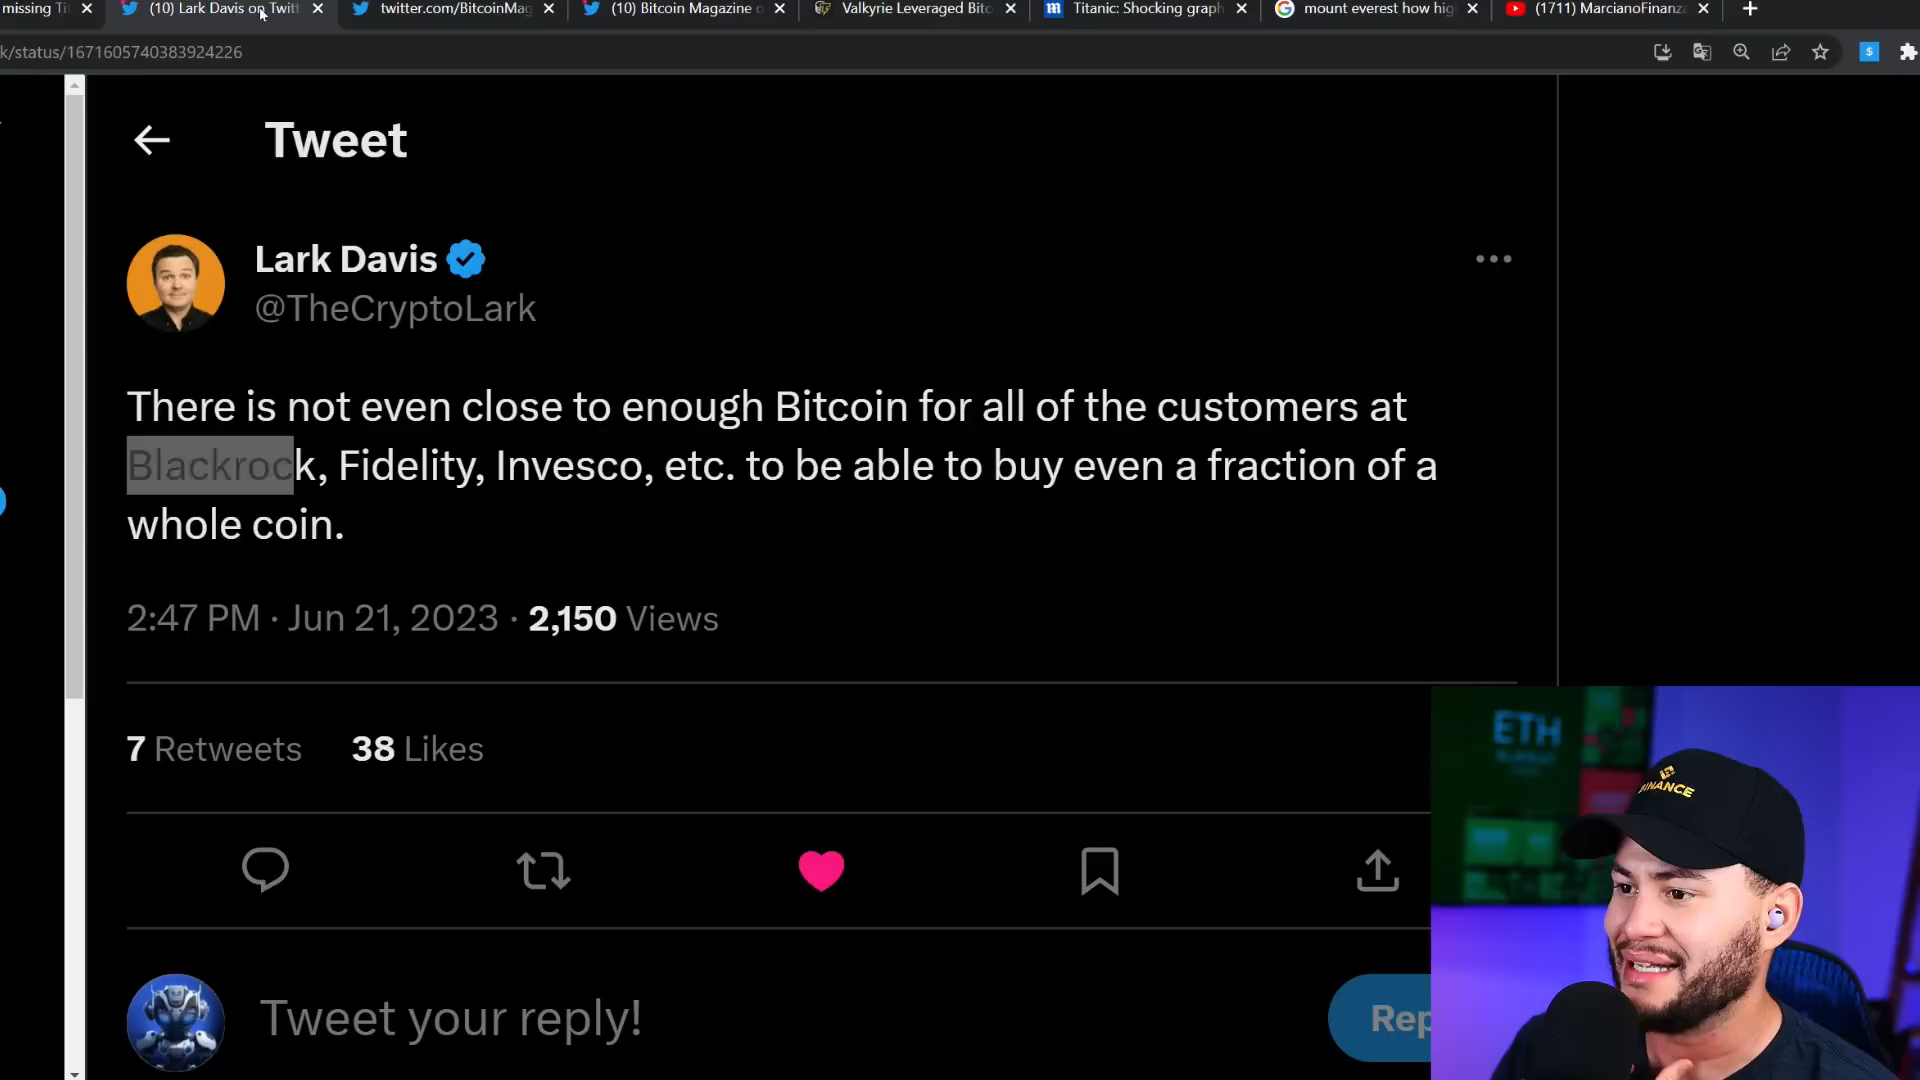 missing Ti
(10) Lark Davis on Twitt
twitter.com/BitcoinMag
(10) Bitcoin Magazine o
Valkyrie Leveraged Bitc
Titanic: Shocking graph
mount everest how hig
(1711) MarcianoFinanz
k/status/1671605740383924226
Tweet
Lark Davis
@TheCryptoLark
There is not even close to enough Bitcoin for all of the customers at
Blackrock, Fidelity, Invesco, etc. to be able to buy even a fraction of a
whole coin.
2:47 PM · Jun 21, 2023 · 2,150 Views
7 Retweets 38 Likes
ETH
BINANCE
Tweet your reply!
Rep